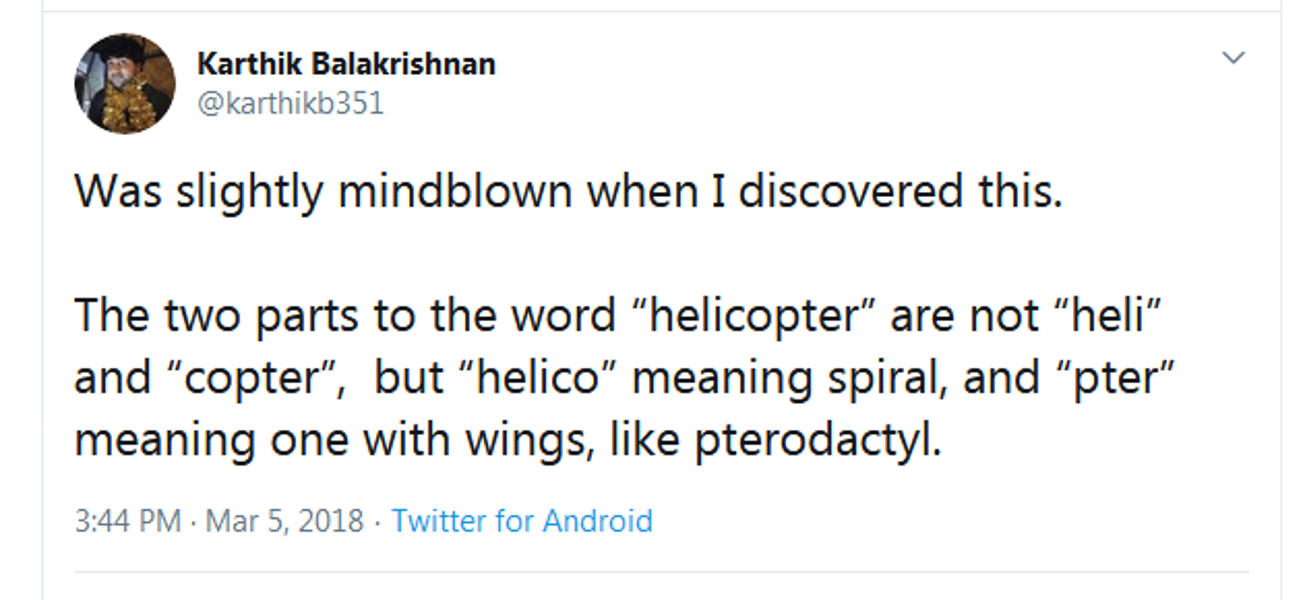 Karthik Balakrishnan
@karthikb351
Was slightly mindblown when I discovered this.
The two parts to the word “helicopter” are not “heli”
and “copter”,  but “helico” meaning spiral, and “pter”
meaning one with wings, like pterodactyl.
3:44 PM · Mar 5, 2018 · Twitter for Android